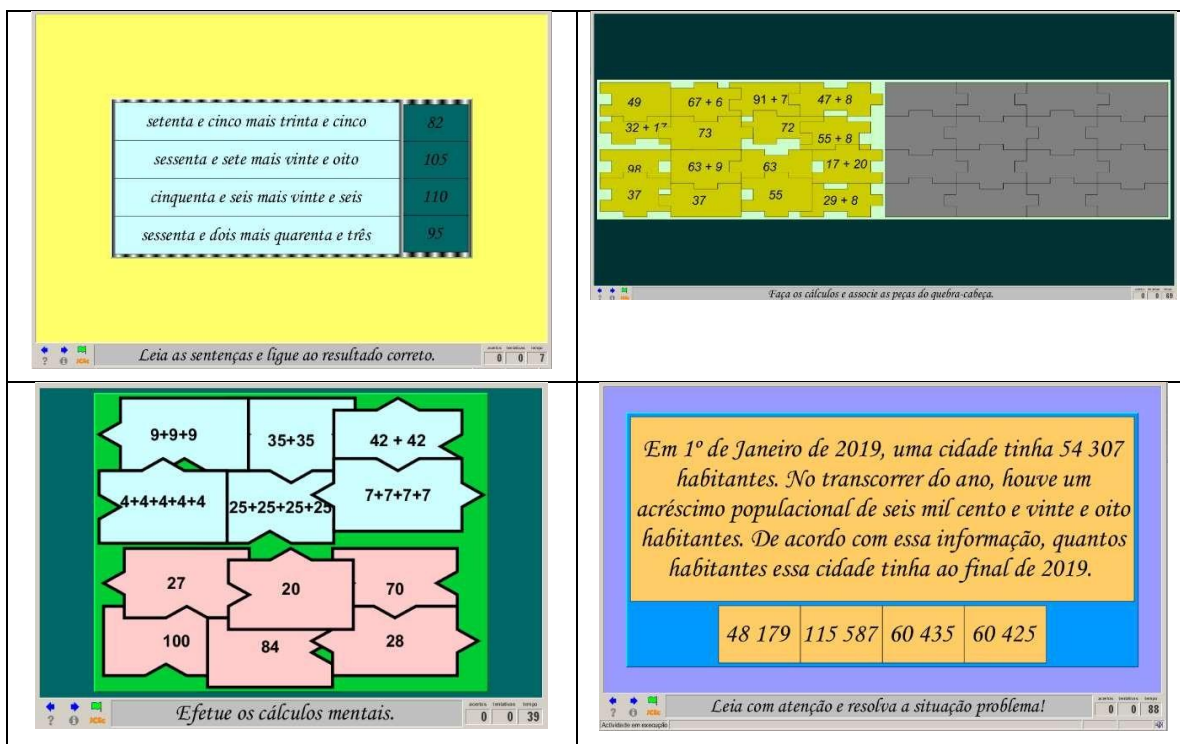 setenta e cinco mais trinta e cinco 82
sessenta e sete mais vinte e oito 105
cinquenta e seis mais vinte e seis 110
sessenta e dois mais quarenta e três 95
Leia as sentenças e ligue ao resultado correto.
0 0 7
49 67 + 6 91 + 7 47 + 8
32 + 17 73 72 55 + 8
98 63 + 9 63 17 + 20
37 37 55 29 + 8
Faça os cálculos e associe as peças do quebra-cabeça.
0 0 69
9+9+9 35+35 42 + 42
4+4+4+4+4 25+25+25+25 7+7+7+7
27 20 70
100 84 28
Efetue os cálculos mentais.
0 0 39
Em 1º de Janeiro de 2019, uma cidade tinha 54 307
habitantes. No transcorrer do ano, houve um
acréscimo populacional de seis mil cento e vinte e oito
habitantes. De acordo com essa informação, quantos
habitantes essa cidade tinha ao final de 2019.
48 179 115 587 60 435 60 425
Leia com atenção e resolva a situação problema!
0 0 88
Actividade em execução